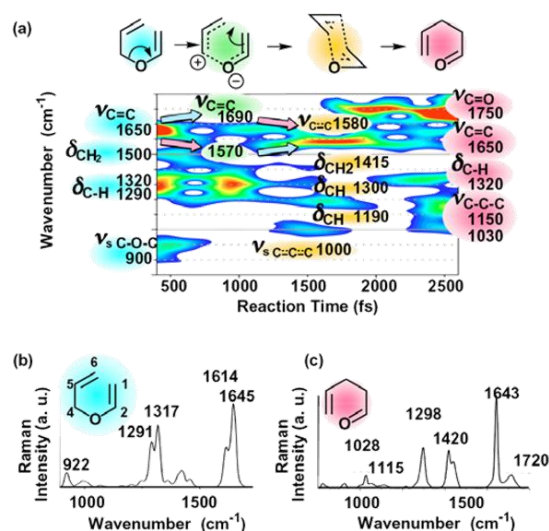 (a)
O
+
O
−
O
O
νC=C
1650
νC=C
1690
νC=C 1580
νC=O
1750
νC=C
1650
δCH2 1500
1570
δCH2 1415
δC-H
1320
δC-H 1320
1290
δCH 1300
δCH 1190
νC-C-C
1150
1030
νs C-O-C
900
νs C=C=C 1000
Wavenumber (cm-1)
500 1000 1500 2000 2500
Reaction Time (fs)
(b)
6
5
1
4
O
2
1291
1317
1614
1645
922
Raman
Intensity (a. u.)
1000 1500
Wavenumber (cm-1)
(c)
O
1028
1115
1298
1420
1643
1720
Raman
Intensity (a. u.)
1000 1500
Wavenumber (cm-1)